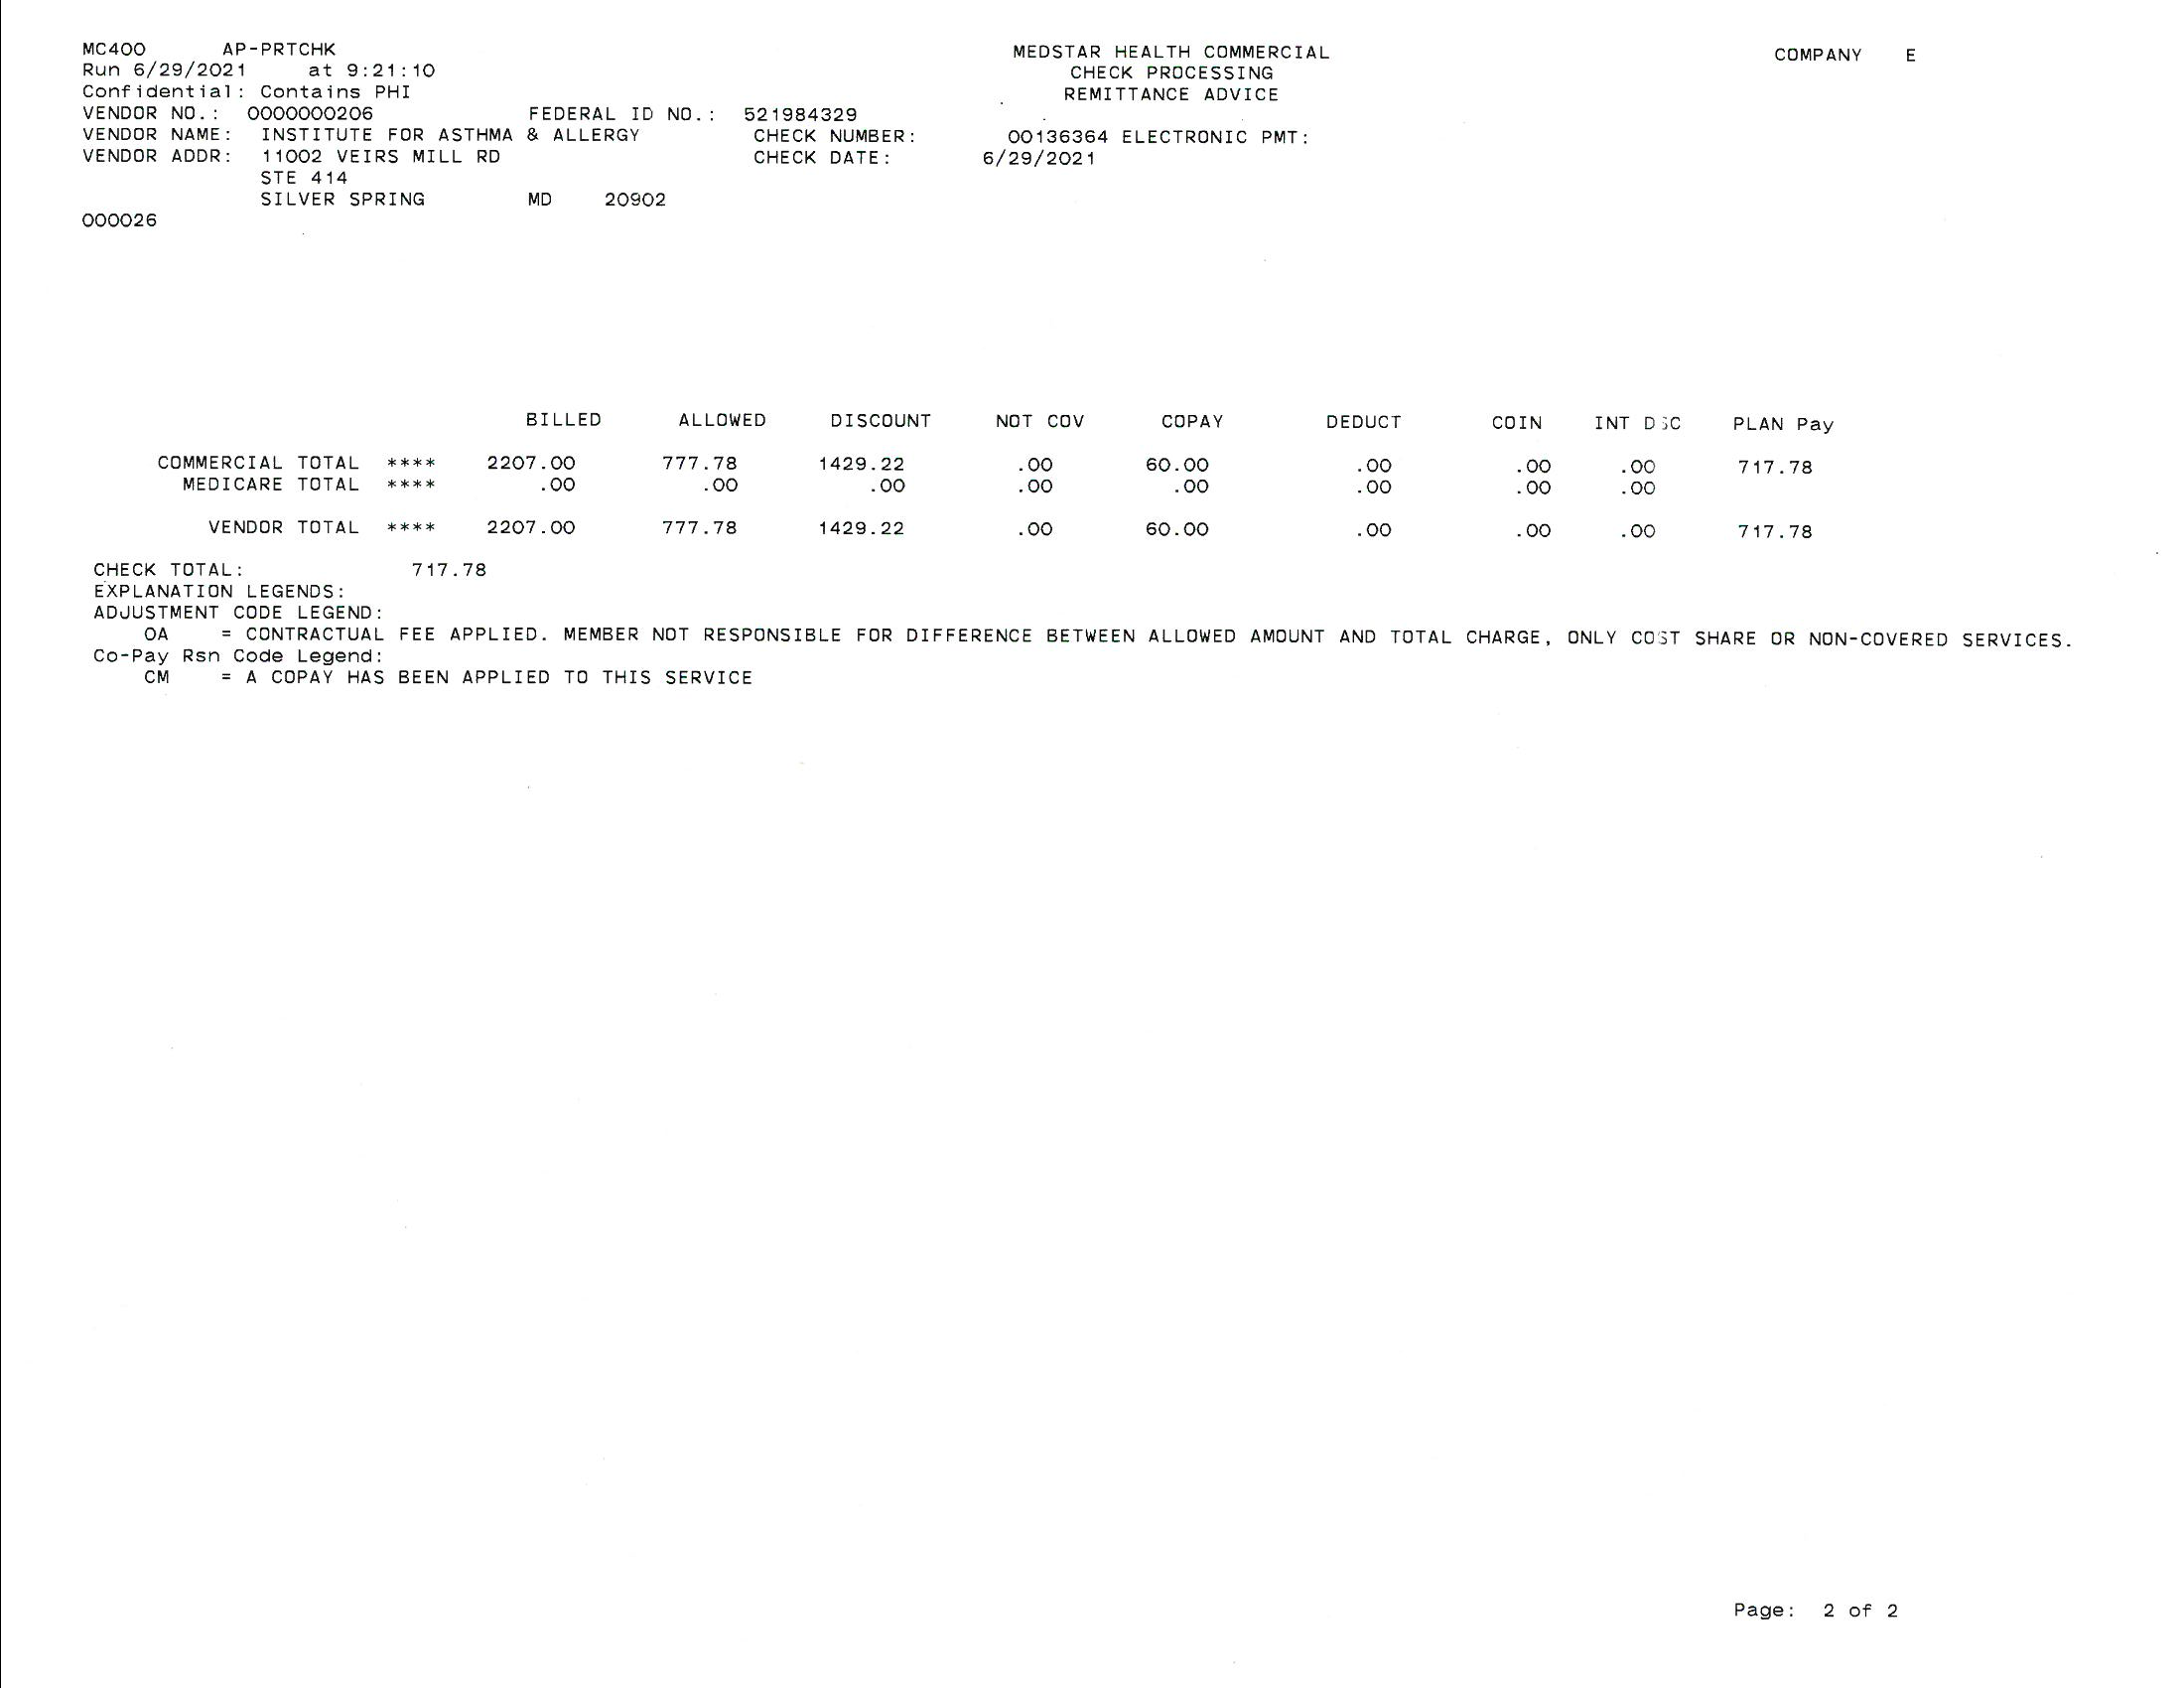 MC400 AP-PRTCHK MEDSTAR HEALTH COMMERCIAL COMPANY E
Run 6/29/2021 at 9:21:10 CHECK PROCESSING
Confidential: Contains PHI REMITTANCE ADVICE
VENDOR NO.: 0000000206 FEDERAL ID NO.: 521984329
VENDOR NAME: INSTITUTE FOR ASTHMA & ALLERGY CHECK NUMBER: 00136364 ELECTRONIC PMT:
VENDOR ADDR: 11002 VEIRS MILL RD CHECK DATE: 6/29/2021
STE 414
SILVER SPRING MD 20902
000026
BILLED ALLOWED DISCOUNT NOT COV COPAY DEDUCT COIN INT DSC PLAN Pay
COMMERCIAL TOTAL **** 2207.00 777.78 1429.22 .00 60.00 .00 .00 .00 717.78
MEDICARE TOTAL **** .00 .00 .00 .00 .00 .00 .00 .00
VENDOR TOTAL **** 2207.00 777.78 1429.22 .00 60.00 .00 .00 .00 717.78
CHECK TOTAL: 717.78
EXPLANATION LEGENDS:
ADJUSTMENT CODE LEGEND:
OA = CONTRACTUAL FEE APPLIED. MEMBER NOT RESPONSIBLE FOR DIFFERENCE BETWEEN ALLOWED AMOUNT AND TOTAL CHARGE, ONLY COST SHARE OR NON-COVERED SERVICES.
Co-Pay Rsn Code Legend:
CM = A COPAY HAS BEEN APPLIED TO THIS SERVICE
Page: 2 of 2